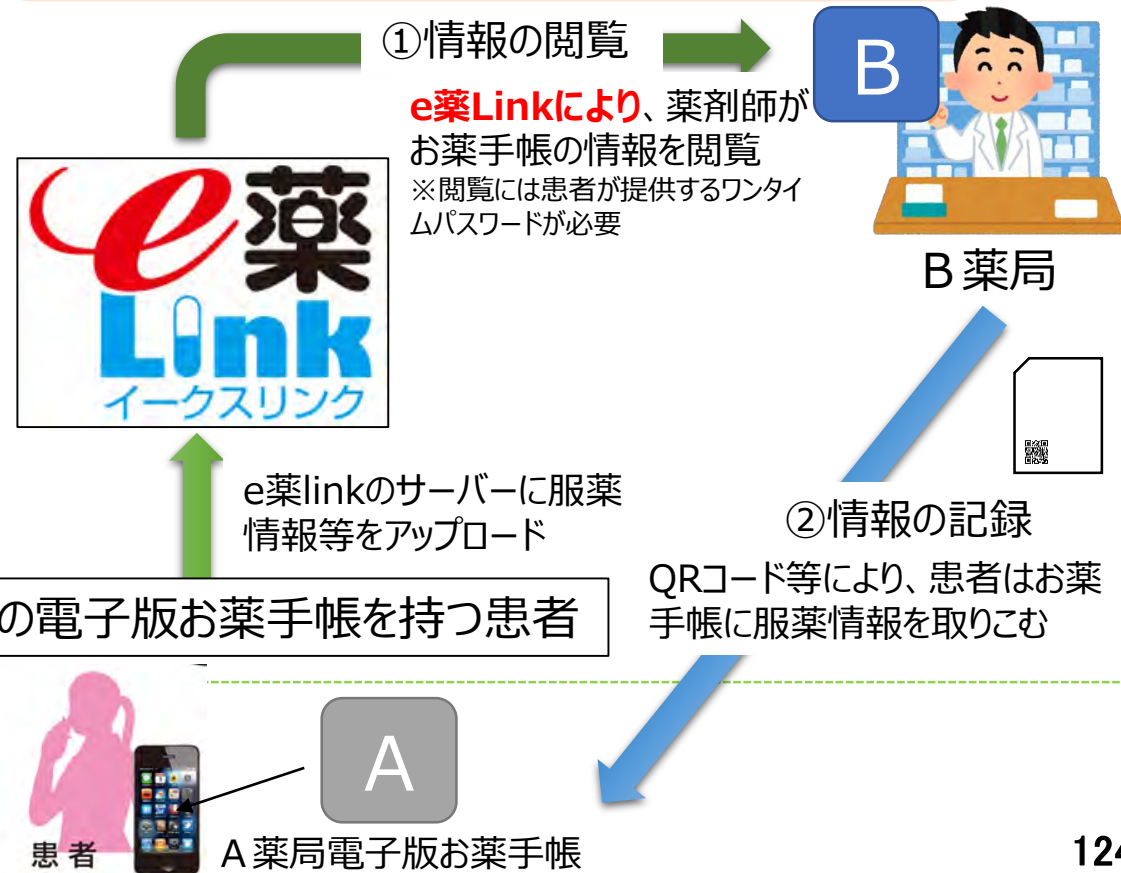 ①情報の閲覧
B
e薬Linkにより、薬剤師が
お薬手帳の情報を閲覧
※閲覧には患者が提供するワンタイ
ムパスワードが必要
e薬
Link
イークスリンク
B薬局
e薬linkのサーバーに服薬
情報等をアップロード
②情報の記録
QRコード等により、患者はお薬
手帳に服薬情報を取りこむ
の電子版お薬手帳を持つ患者
A
患者
A薬局電子版お薬手帳
124